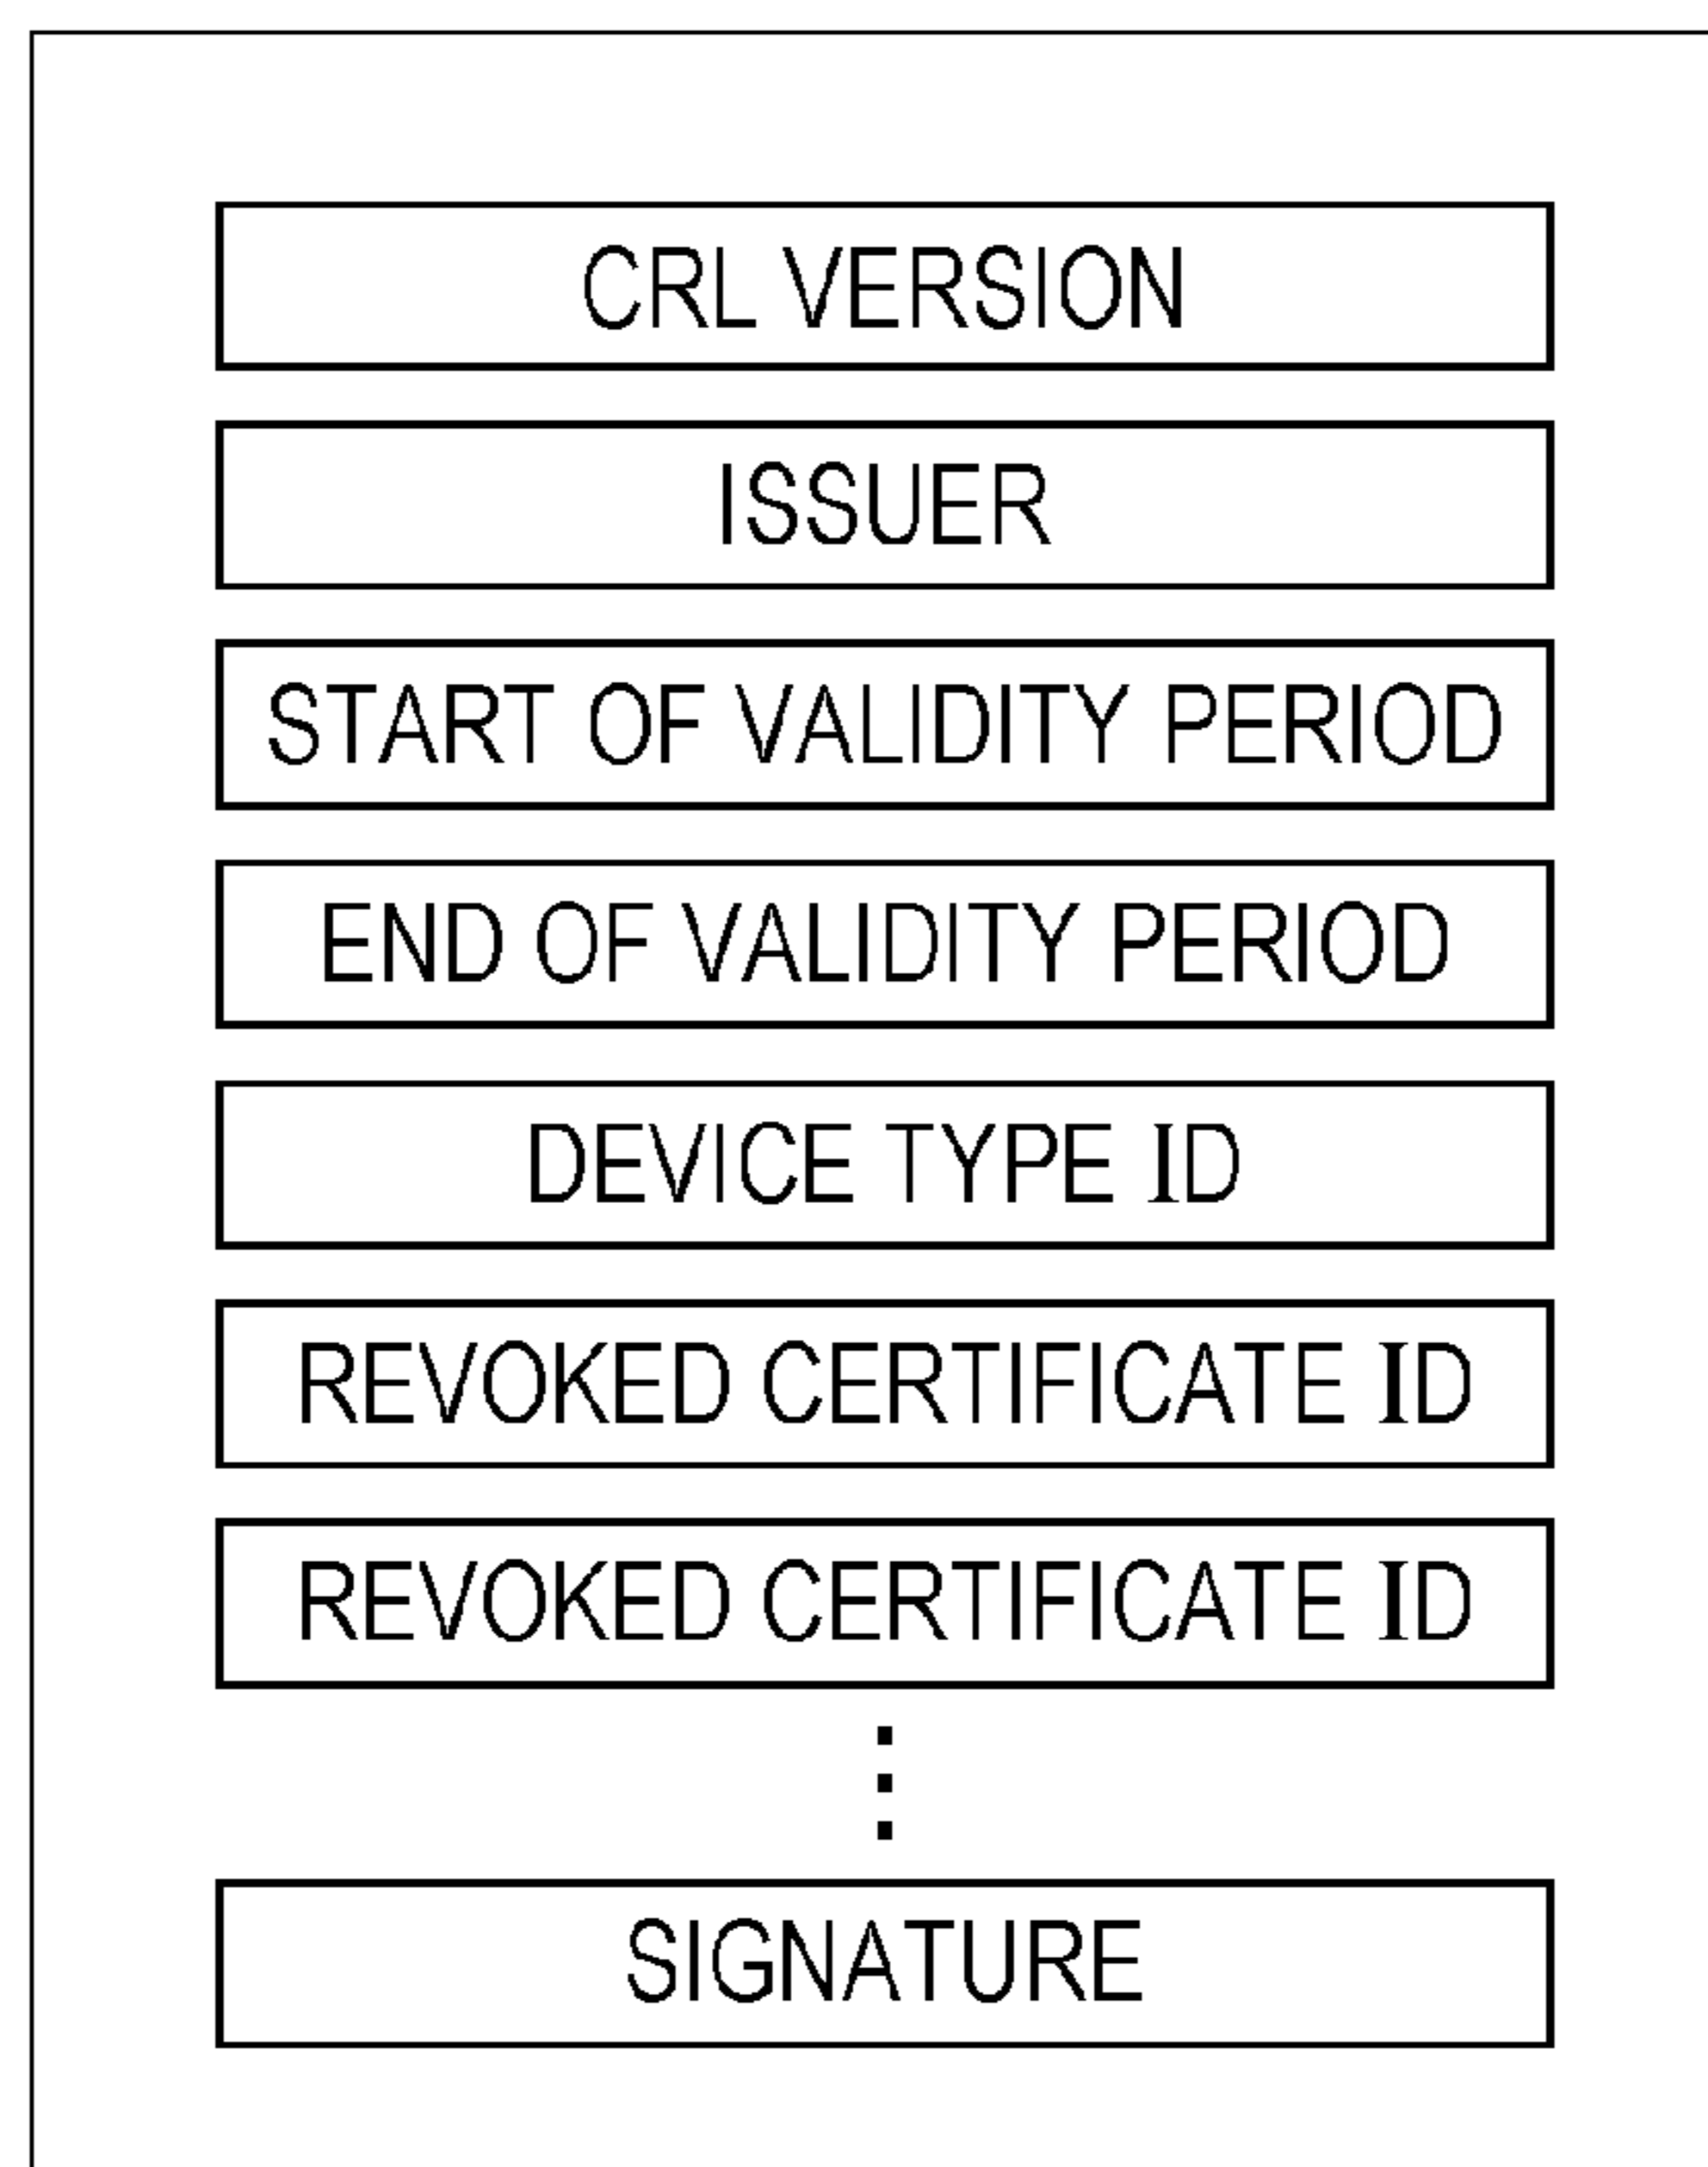 CRL VERSION
ISSUER
START OF VALIDITY PERIOD
END OF VALIDITY PERIOD
DEVICE TYPE ID
REVOKED CERTIFICATE ID
REVOKED CERTIFICATE ID
SIGNATURE